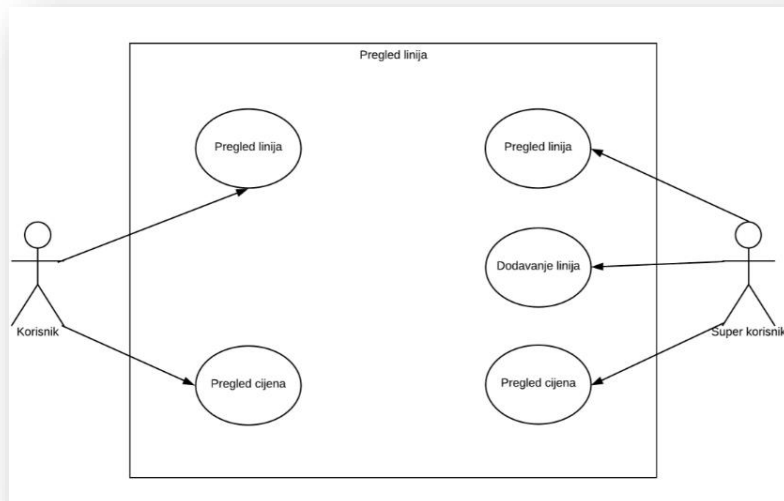 Pregled linija
Pregled linija
Pregled linija
Dodavanje linija
Korisnik
Super korisnik
Pregled cijena
Pregled cijena